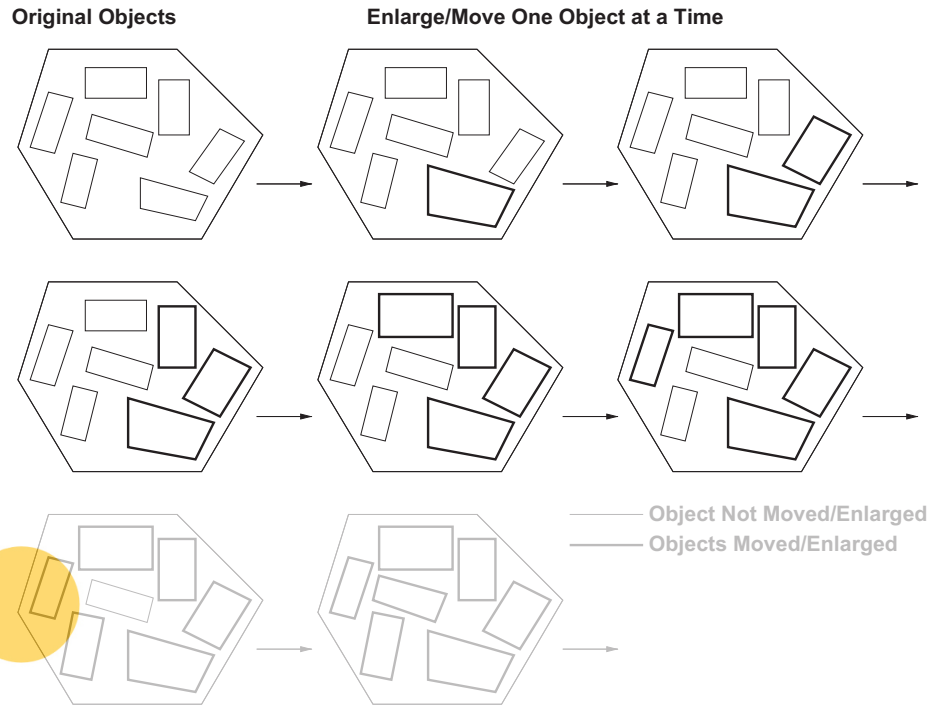 Original Objects
Enlarge/Move One Object at a Time
Object Not Moved/Enlarged
Objects Moved/Enlarged